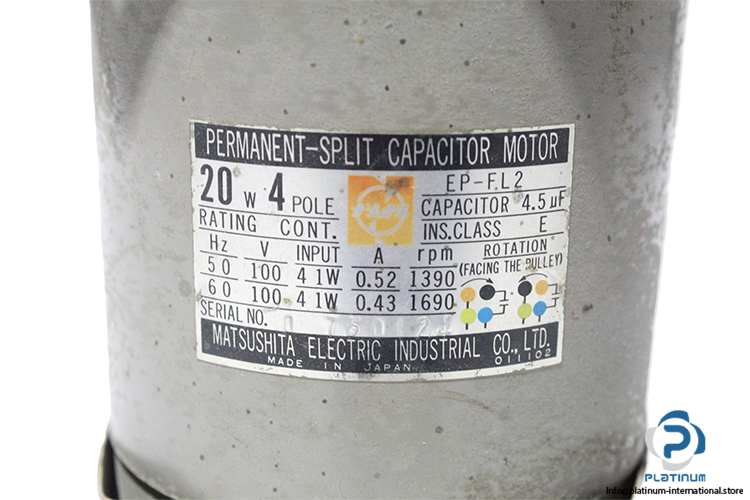 PERMANENT-SPLIT CAPACITOR MOTOR
20 W 4 POLE
EP-FL2
CAPACITOR 4.5 µF
RATING CONT.
INS.CLASS E
Hz V INPUT A rpm ROTATION
(FACING THE PULLEY)
50 100 41W 0.52 1390
60 100 41W 0.43 1690
SERIAL NO.
MATSUSHITA ELECTRIC INDUSTRIAL CO., LTD.
MADE IN JAPAN
011102
PLATINUM
Info@platinum-international.store